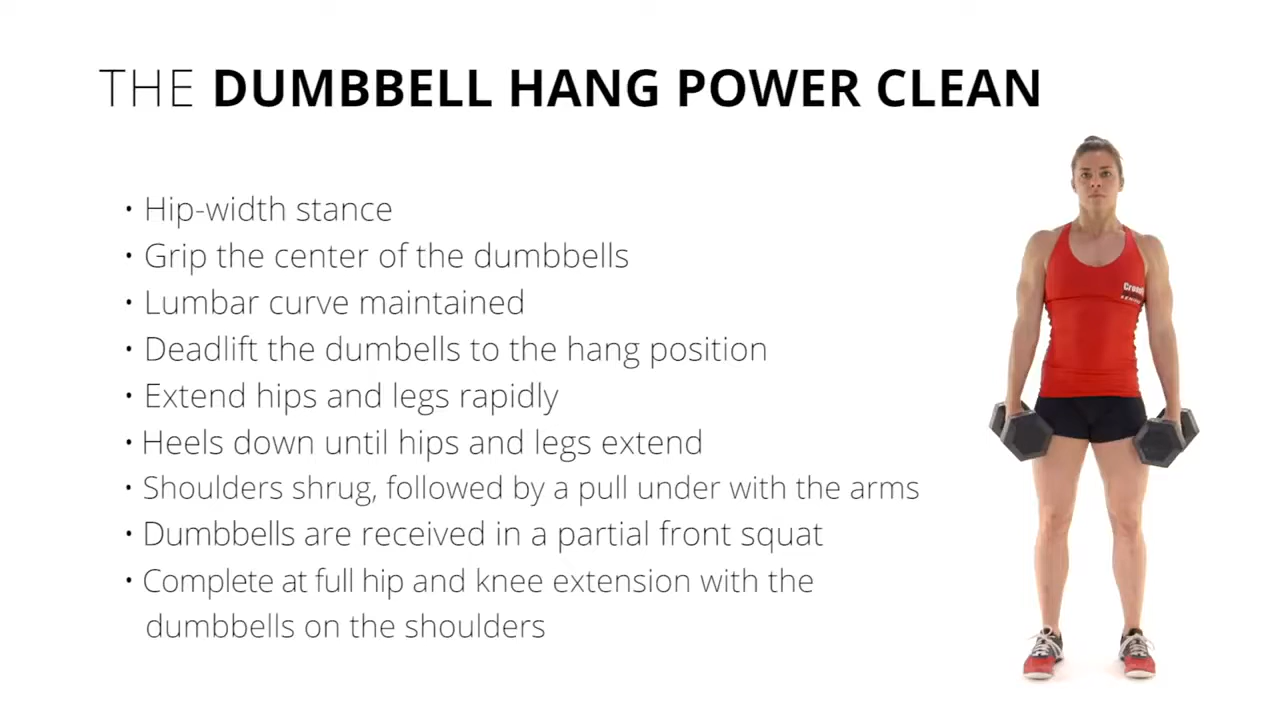 THE DUMBBELL HANG POWER CLEAN
• Hip-width stance
• Grip the center of the dumbbells
• Lumbar curve maintained
• Deadlift the dumbells to the hang position
• Extend hips and legs rapidly
• Heels down until hips and legs extend
• Shoulders shrug, followed by a pull under with the arms
• Dumbbells are received in a partial front squat
• Complete at full hip and knee extension with the
dumbbells on the shoulders